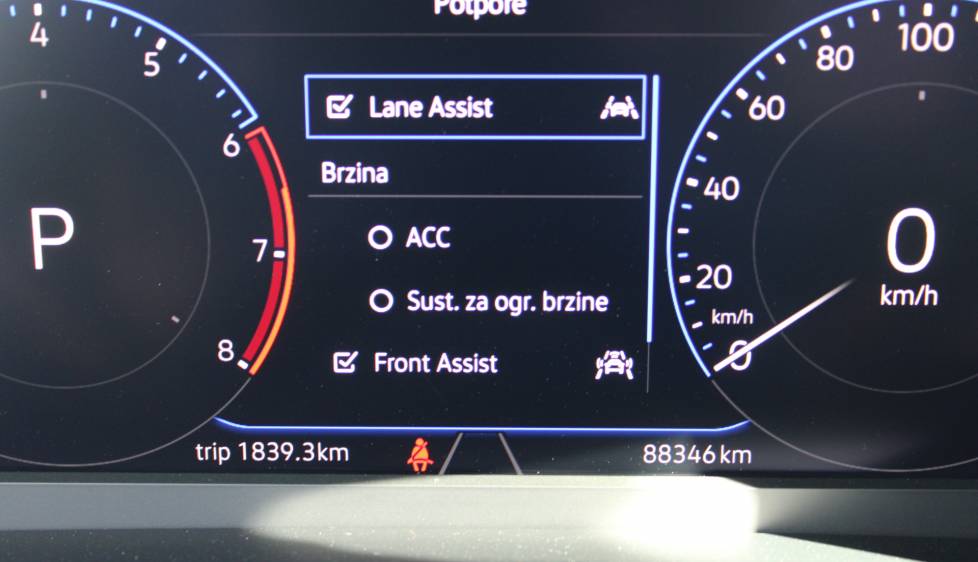 Potpore
4
5
6
7
8
P
Lane Assist
Brzina
ACC
Sust. za ogr. brzine
Front Assist
100
80
60
40
20
km/h
0
0
km/h
trip 1839.3km
88346km